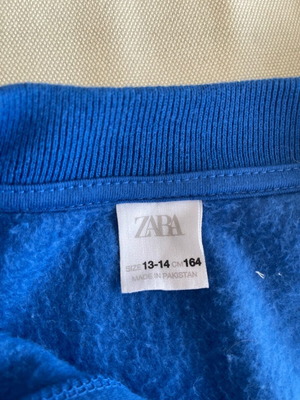 ZARA
SIZE 13-14 CM 164
MADE IN PAKISTAN